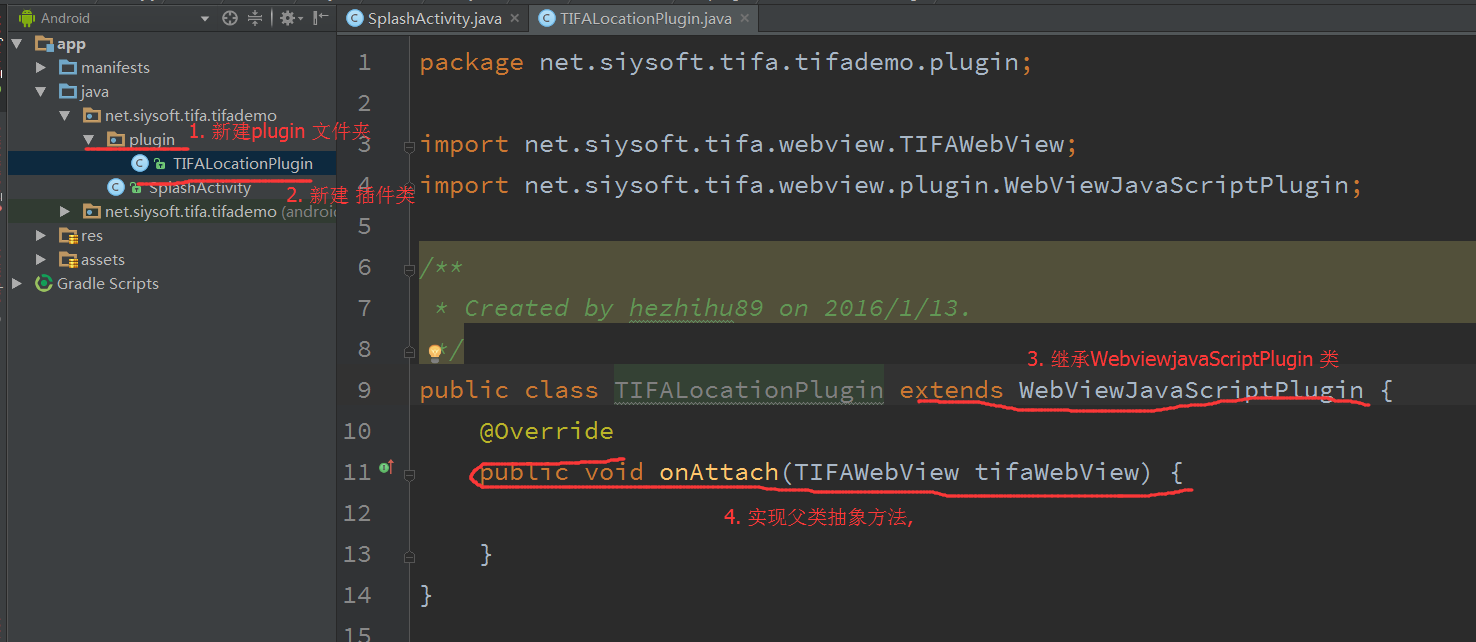 Android
SplashActivity.java
TIFALocationPlugin.java
app
manifests
java
net.siysoft.tifa.tifademo
plugin
1. 新建plugin 文件夹
TIFALocationPlugin
SplashActivity
2. 新建 插件类
net.siysoft.tifa.tifademo (androi
res
assets
Gradle Scripts
1 package net.siysoft.tifa.tifademo.plugin;
2
3 import net.siysoft.tifa.webview.TIFAWebView;
4 import net.siysoft.tifa.webview.plugin.WebViewJavaScriptPlugin;
5
6 /**
7 * Created by hezhihu89 on 2016/1/13.
8 */
3. 继承WebviewjavaScriptPlugin 类
9 public class TIFALocationPlugin extends WebViewJavaScriptPlugin {
10 @Override
11 public void onAttach(TIFAWebView tifaWebView) {
12
4. 实现父类抽象方法,
13 }
14 }
15